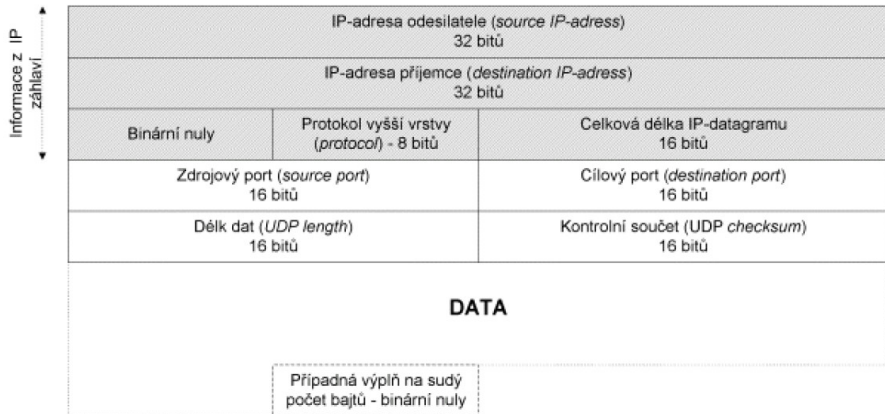 Informace z IP
záhlaví
IP-adresa odesilatele (source IP-adress)
32 bitů
IP-adresa příjemce (destination IP-adress)
32 bitů
Binární nuly
Protokol vyšší vrstvy
(protocol) - 8 bitů
Celková délka IP-datagramu
16 bitů
Zdrojový port (source port)
16 bitů
Cílový port (destination port)
16 bitů
Délk dat (UDP length)
16 bitů
Kontrolní součet (UDP checksum)
16 bitů
DATA
Případná výplň na sudý
počet bajtů - binární nuly